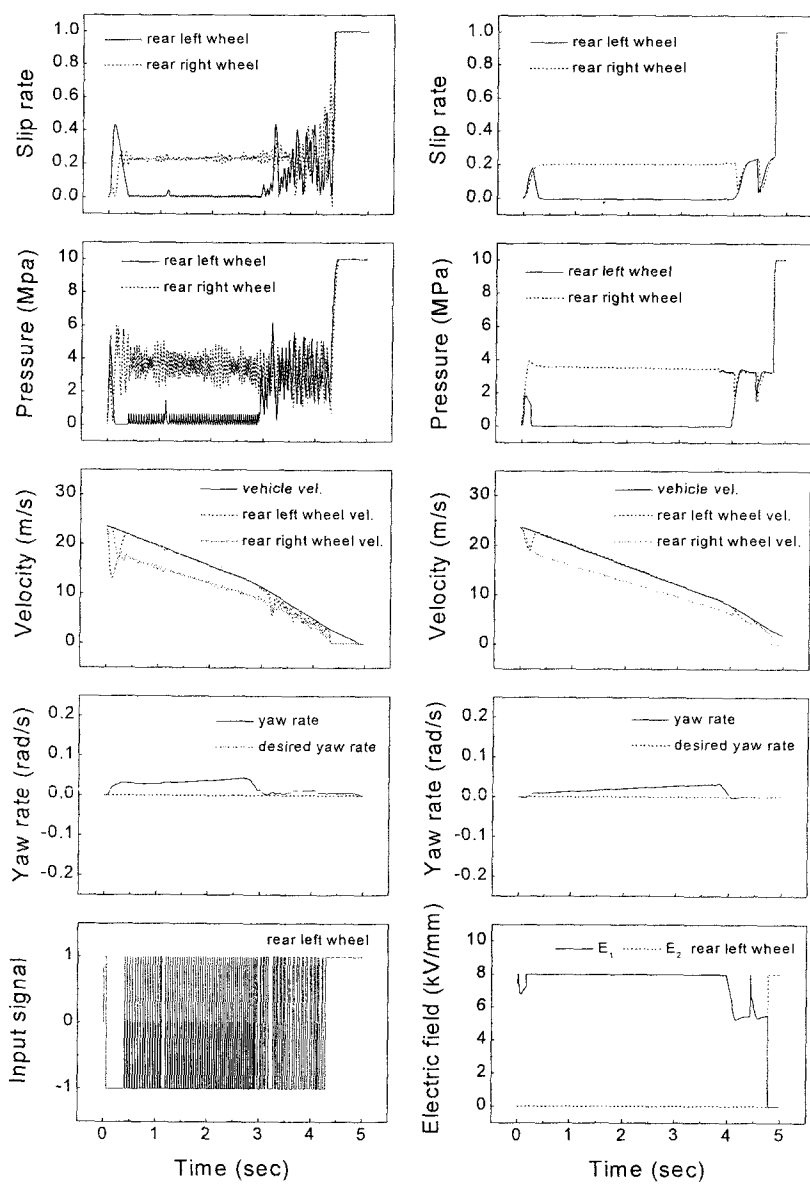 Slip rate
1.0
0.8
0.6
0.4
0.2
0.0
rear left wheel
rear right wheel
Slip rate
1.0
0.8
0.6
0.4
0.2
0.0
rear left wheel
rear right wheel
Pressure (Mpa)
10
8
6
4
2
0
rear left wheel
rear right wheel
Pressure (MPa)
10
8
6
4
2
0
rear left wheel
rear right wheel
Velocity (m/s)
30
20
10
0
vehicle vel.
rear left wheel vel.
rear right wheel vel.
Velocity (m/s)
30
20
10
0
vehicle vel.
rear left wheel vel.
rear right wheel vel.
Yaw rate (rad/s)
0.2
0.1
0.0
-0.1
-0.2
yaw rate
desired yaw rate
Yaw rate (rad/s)
0.2
0.1
0.0
-0.1
-0.2
yaw rate
desired yaw rate
Input signal
1
0
-1
rear left wheel
0 1 2 3 4 5
Time (sec)
Electric field (kV/mm)
10
8
6
4
2
0
E1 E2 rear left wheel
0 1 2 3 4 5
Time (sec)